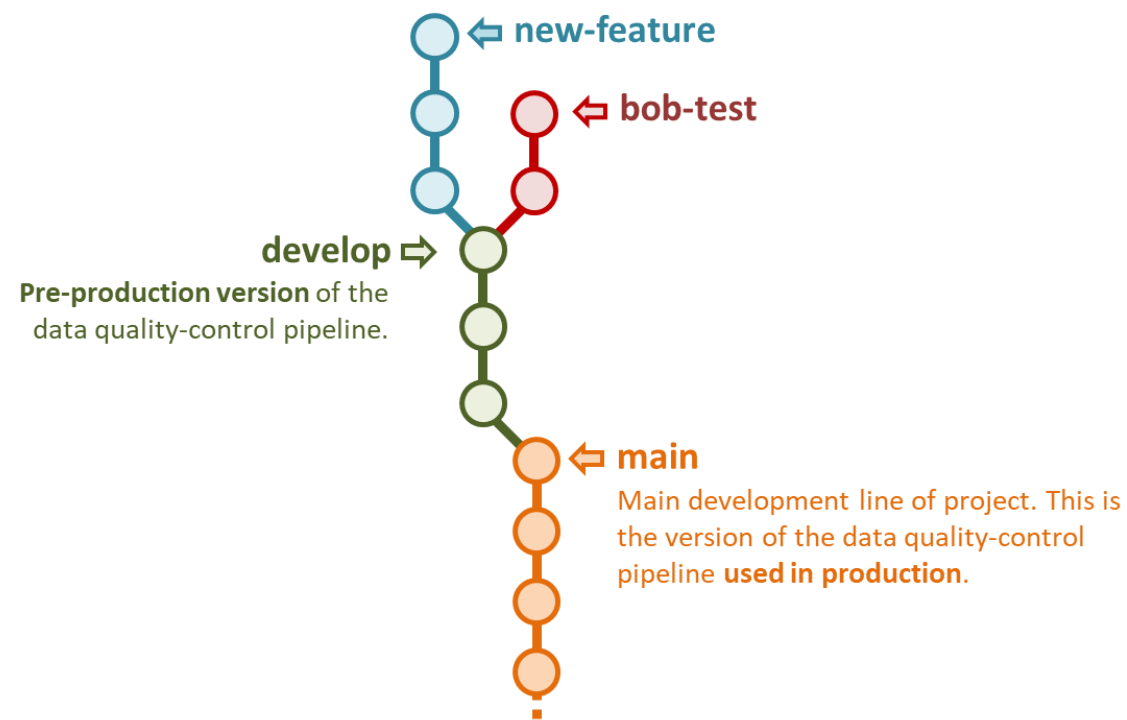 new-feature
bob-test
develop
Pre-production version of the
data quality-control pipeline.
main
Main development line of project. This is
the version of the data quality-control
pipeline used in production.